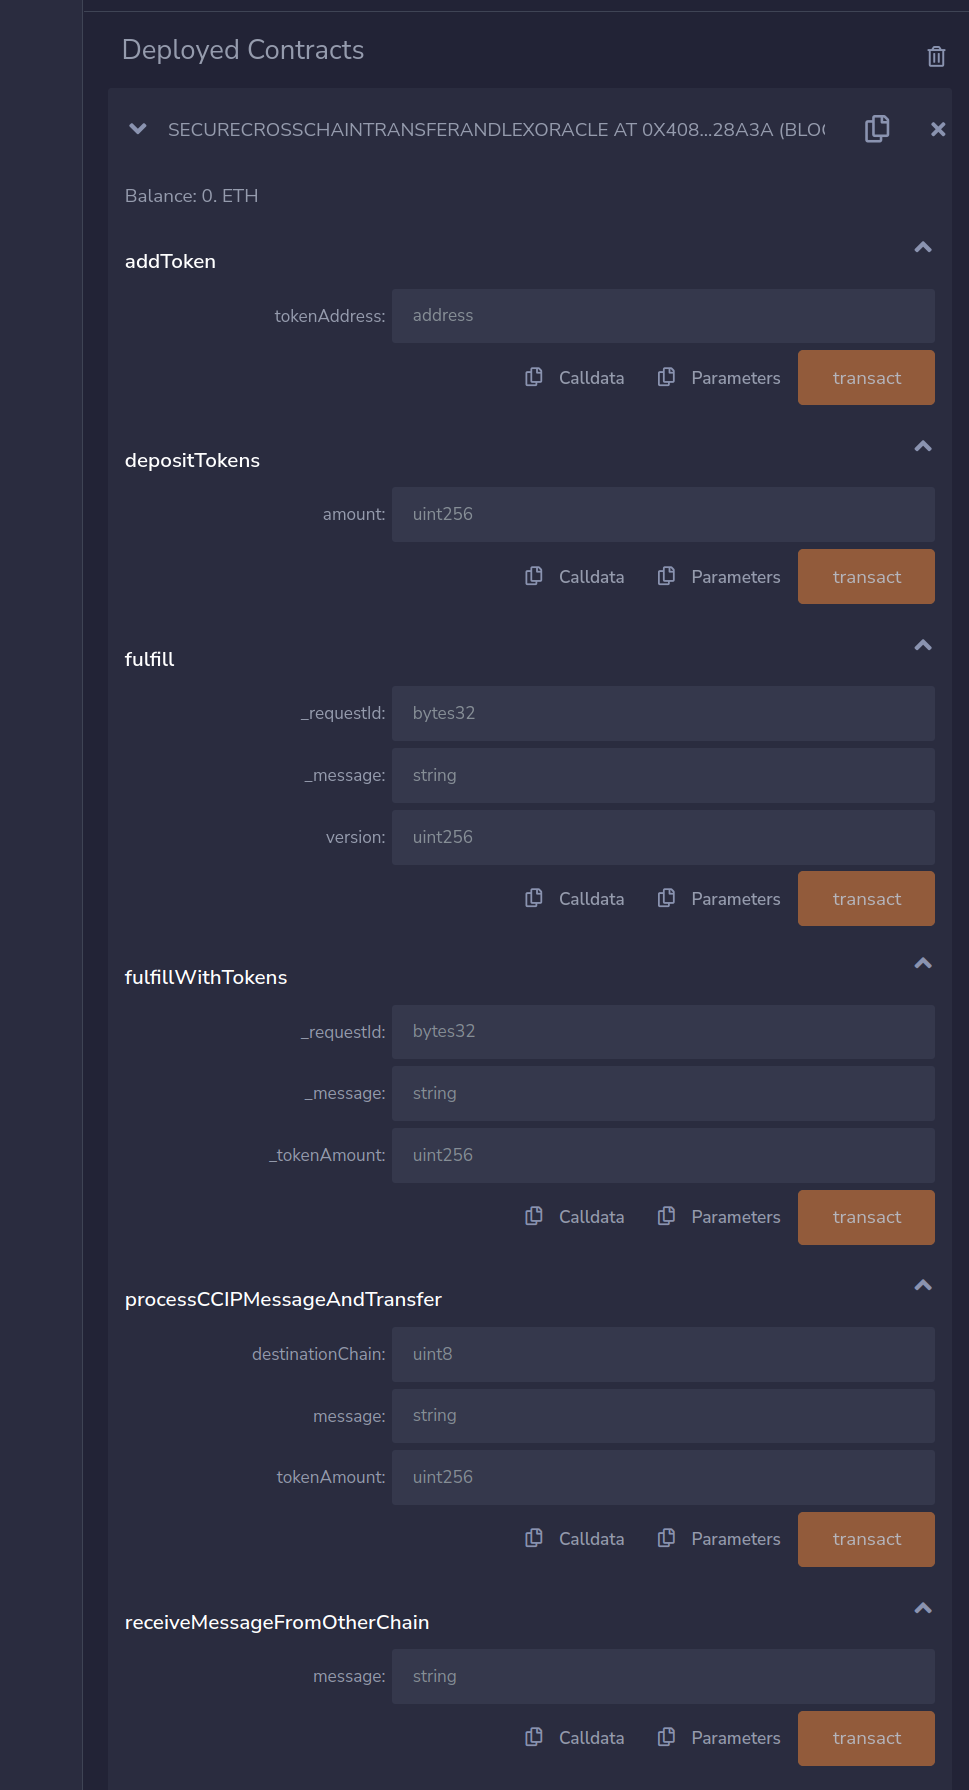 Deployed Contracts
SECURECROSSCHAINTRANSFERANDLEXORACLE AT 0X408...28A3A (BLOC
Balance: 0. ETH
addToken
tokenAddress: address
Calldata Parameters transact
depositTokens
amount: uint256
Calldata Parameters transact
fulfill
_requestId: bytes32
_message: string
version: uint256
Calldata Parameters transact
fulfillWithTokens
_requestId: bytes32
_message: string
_tokenAmount: uint256
Calldata Parameters transact
processCCIPMessageAndTransfer
destinationChain: uint8
message: string
tokenAmount: uint256
Calldata Parameters transact
receiveMessageFromOtherChain
message: string
Calldata Parameters transact